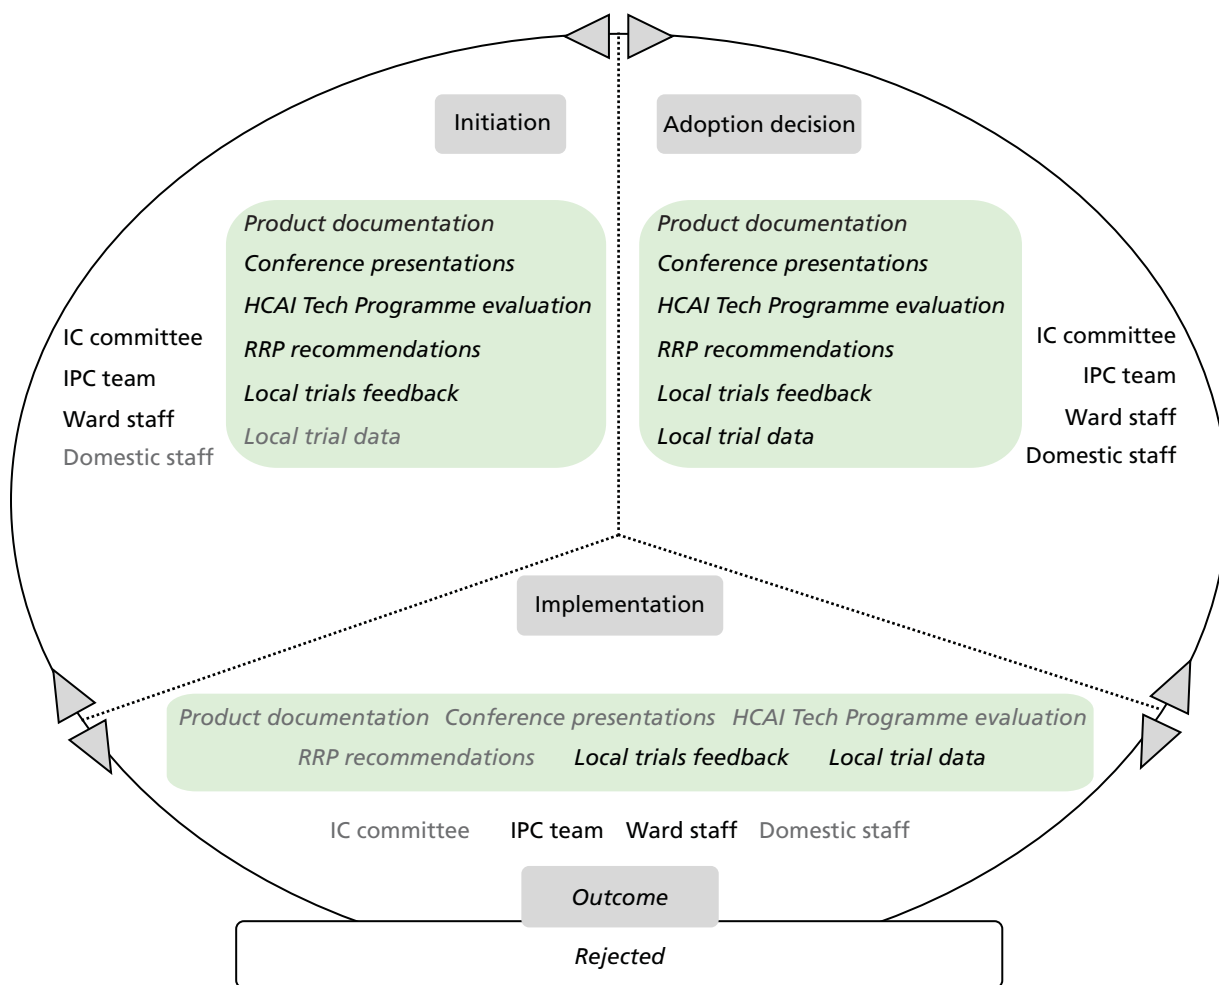 Initiation
Adoption decision
Product documentation
Conference presentations
HCAI Tech Programme evaluation
RRP recommendations
Local trials feedback
Local trial data
IC committee
IPC team
Ward staff
Domestic staff
Product documentation
Conference presentations
HCAI Tech Programme evaluation
RRP recommendations
Local trials feedback
Local trial data
IC committee
IPC team
Ward staff
Domestic staff
Implementation
Product documentation Conference presentations HCAI Tech Programme evaluation
RRP recommendations Local trials feedback Local trial data
IC committee IPC team Ward staff Domestic staff
Outcome
Rejected